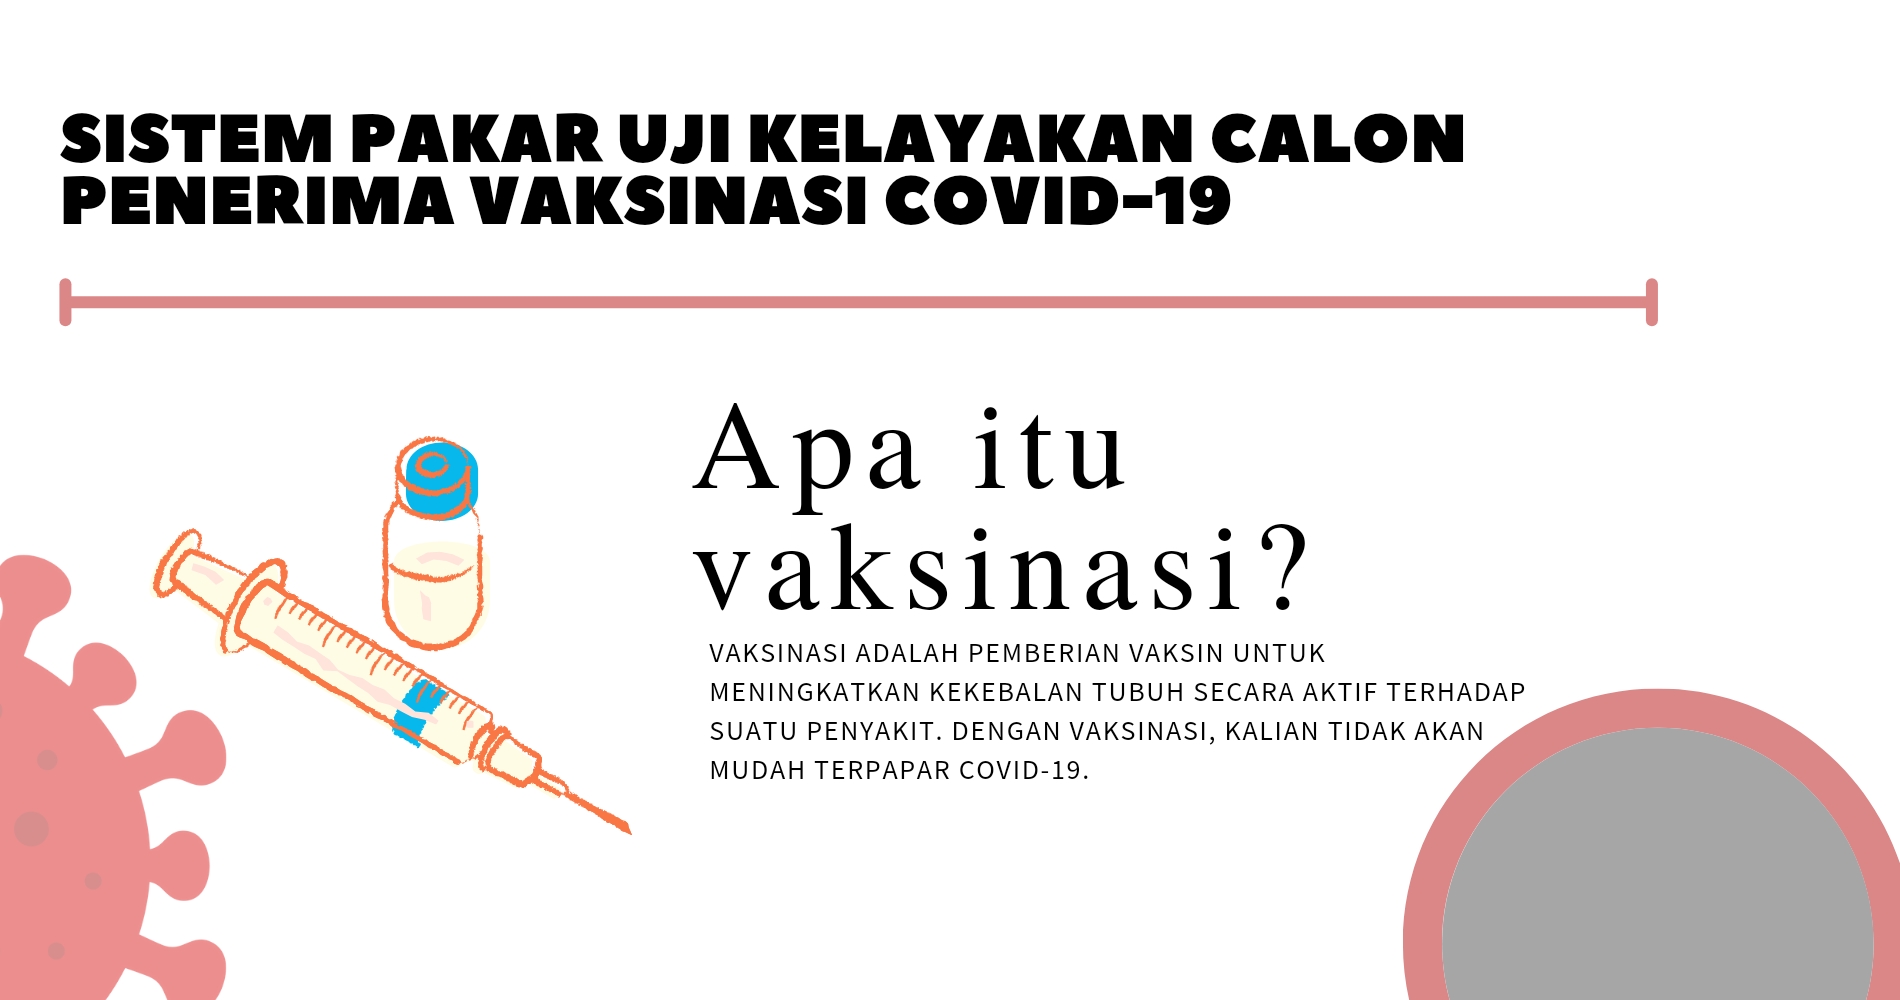 SISTEM PAKAR UJI KELAYAKAN CALON
PENERIMA VAKSINASI COVID-19
Apa itu
vaksinasi?
VAKSINASI ADALAH PEMBERIAN VAKSIN UNTUK
MENINGKATKAN KEKEBALAN TUBUH SECARA AKTIF TERHADAP
SUATU PENYAKIT. DENGAN VAKSINASI, KALIAN TIDAK AKAN
MUDAH TERPAPAR COVID-19.